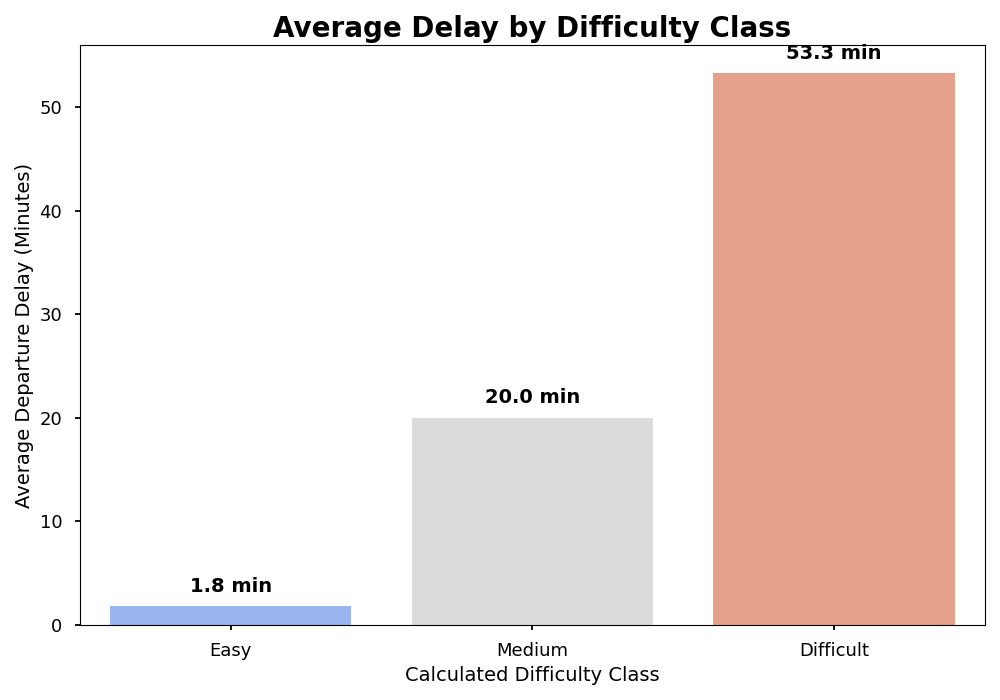 Average Delay by Difficulty Class
53.3 min
50
40
30
20
10
0
Average Departure Delay (Minutes)
20.0 min
1.8 min
Easy
Medium
Difficult
Calculated Difficulty Class